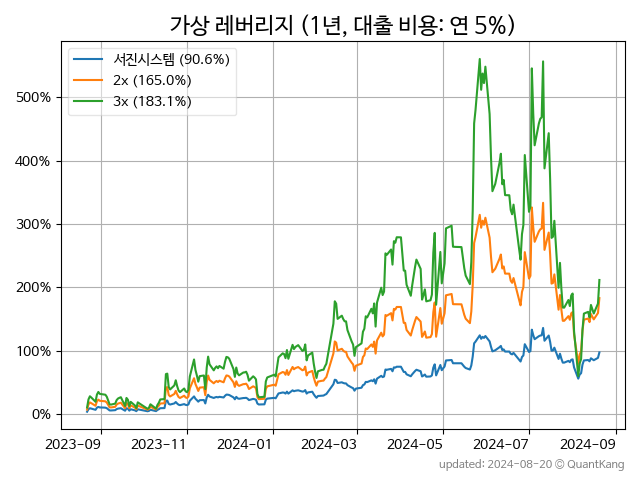 가상 레버리지 (1년, 대출 비용: 연 5%)
서진시스템 (90.6%)
2x (165.0%)
3x (183.1%)
500%
400%
300%
200%
100%
0%
2023-09 2023-11 2024-01 2024-03 2024-05 2024-07 2024-09
updated: 2024-08-20 © QuantKang